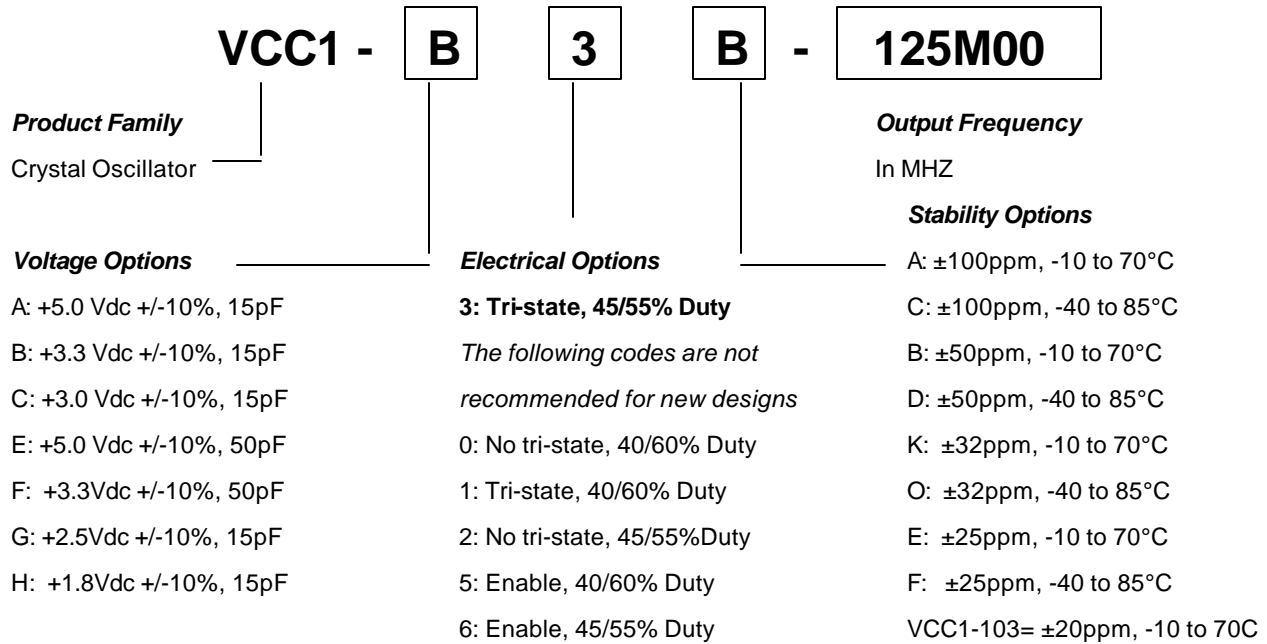 VCC1 - B 3 B - 125M00
Product Family
Crystal Oscillator
Output Frequency
In MHZ
Voltage Options
A: +5.0 Vdc +/-10%, 15pF
B: +3.3 Vdc +/-10%, 15pF
C: +3.0 Vdc +/-10%, 15pF
E: +5.0 Vdc +/-10%, 50pF
F: +3.3Vdc +/-10%, 50pF
G: +2.5Vdc +/-10%, 15pF
H: +1.8Vdc +/-10%, 15pF
Electrical Options
3: Tri-state, 45/55% Duty
The following codes are not
recommended for new designs
0: No tri-state, 40/60% Duty
1: Tri-state, 40/60% Duty
2: No tri-state, 45/55%Duty
5: Enable, 40/60% Duty
6: Enable, 45/55% Duty
Stability Options
A: ±100ppm, -10 to 70°C
C: ±100ppm, -40 to 85°C
B: ±50ppm, -10 to 70°C
D: ±50ppm, -40 to 85°C
K: ±32ppm, -10 to 70°C
O: ±32ppm, -40 to 85°C
E: ±25ppm, -10 to 70°C
F: ±25ppm, -40 to 85°C
VCC1-103= ±20ppm, -10 to 70C